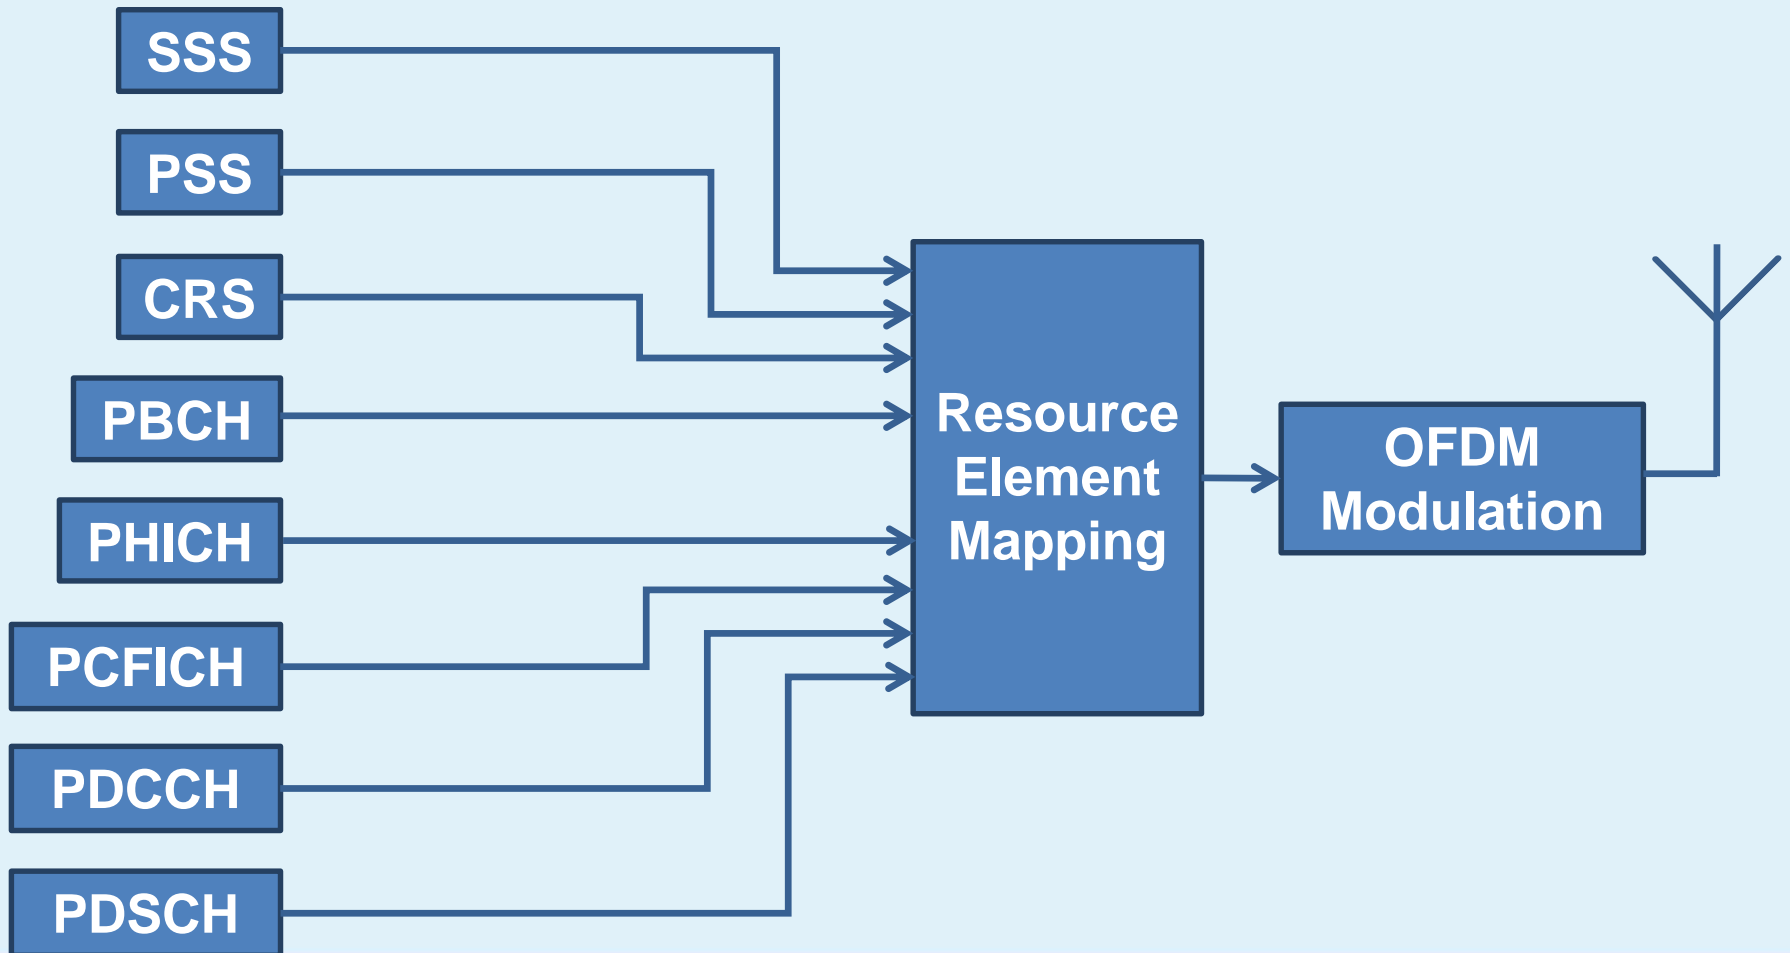 SSS
PSS
CRS
PBCH
PHICH
PCFICH
PDCCH
PDSCH
Resource
Element
Mapping
OFDM
Modulation